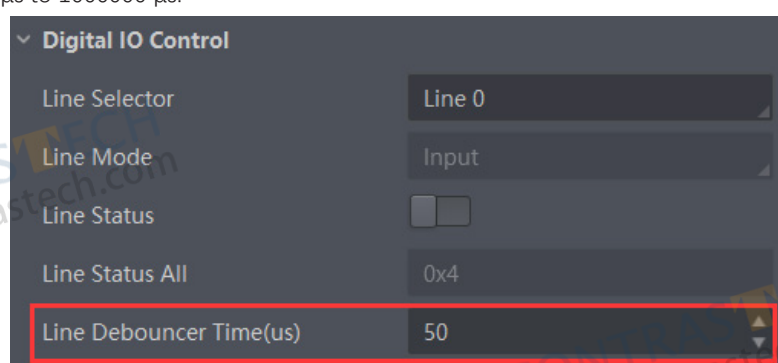 µs to 1000000 µs.
Digital IO Control
Line Selector Line 0
Line Mode Input
Line Status
Line Status All 0x4
Line Debouncer Time(us) 50